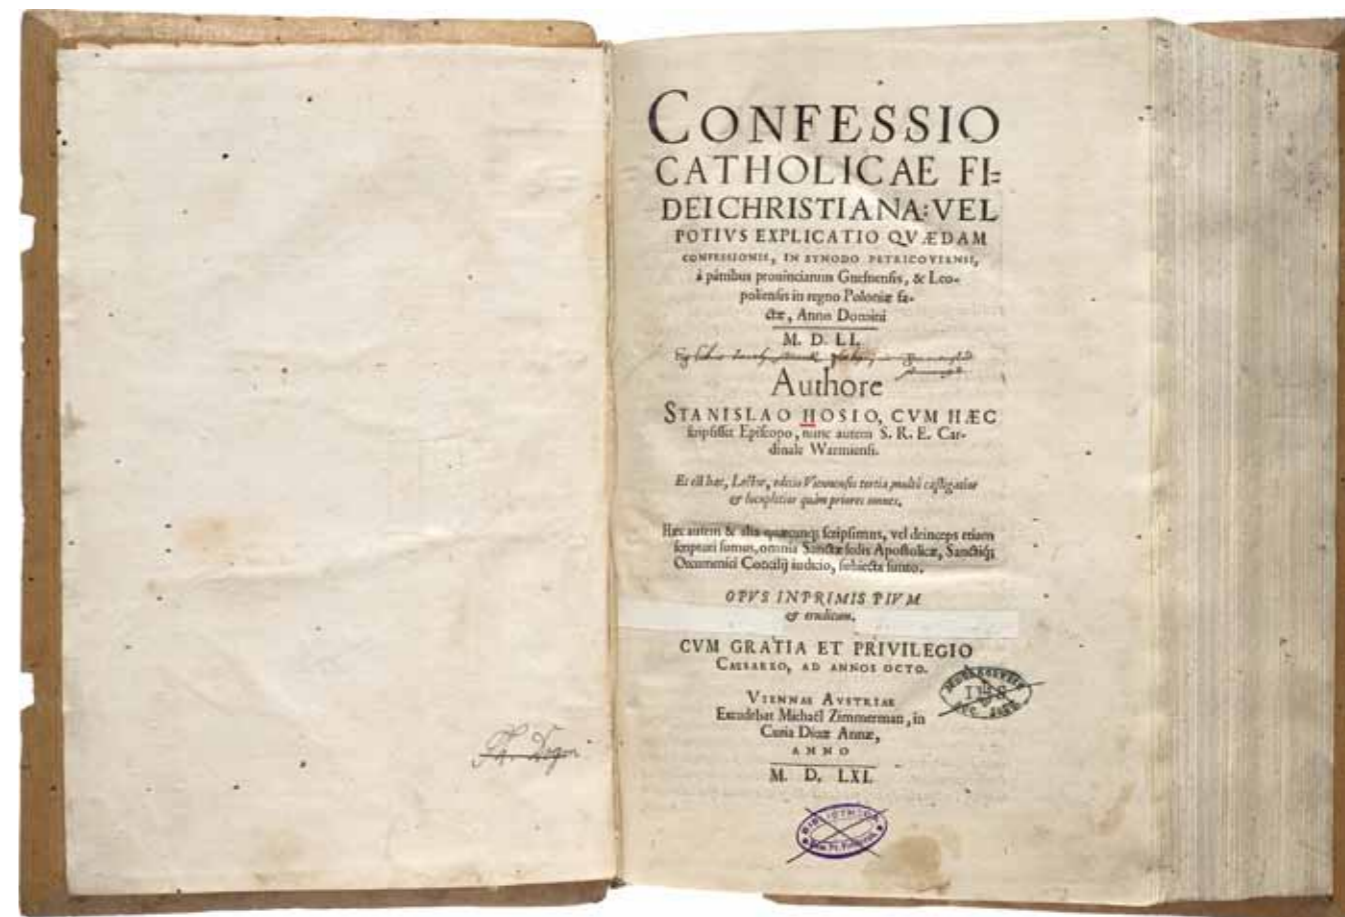 CONFESSIO
CATHOLICAE FI=
DEI CHRISTIANA: VEL
POTIVS EXPLICATIO QVÆDAM
CONFESSIONIS, IN SYNODO PETRICOVIENSI,
à patribus prouinciarum Gnesnensis, & Leo-
poliensis in regno Poloniæ fa-
ctæ, Anno Domini
M. D. LI.
Authore
STANISLAO HOSIO, CVM HÆC
scripsisset Episcopo, nunc autem S. R. E. Car-
dinale Warmiensi.
Et est hæc, Lector, editio Viennensis tertia multò castigatior
& locupletior quàm priores omnes.
Hæc autem & alia quæcunq; scripsimus, vel deinceps etiam
scripturi sumus, omnia Sanctæ sedis Apostolicæ, Sanctiq;
Oecumenici Concilij iudicio, subiecta sunto.
OPVS INPRIMIS PIVM
& eruditum.
CVM GRATIA ET PRIVILEGIO
CAESAREO, AD ANNOS OCTO.
VIENNAE AVSTRIAE
Excudebat Michaël Zimmerman, in
Curia Diuæ Annæ,
ANNO
M. D. LXI.
BIBLIOTHECA